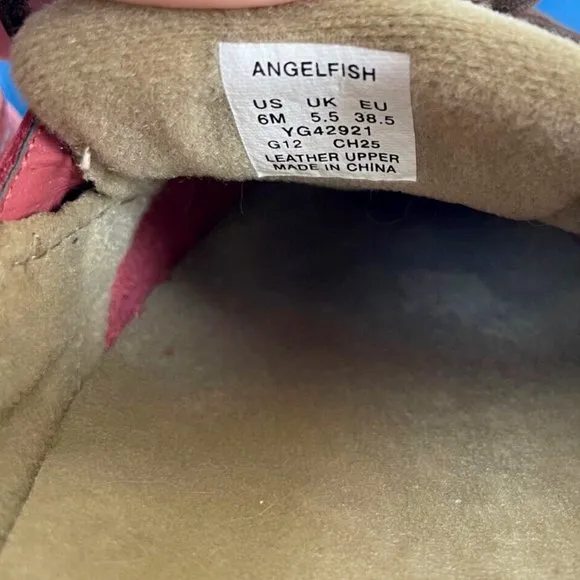 ANGELFISH
US UK EU
6M 5.5 38.5
YG42921
G12 CH25
LEATHER UPPER
MADE IN CHINA